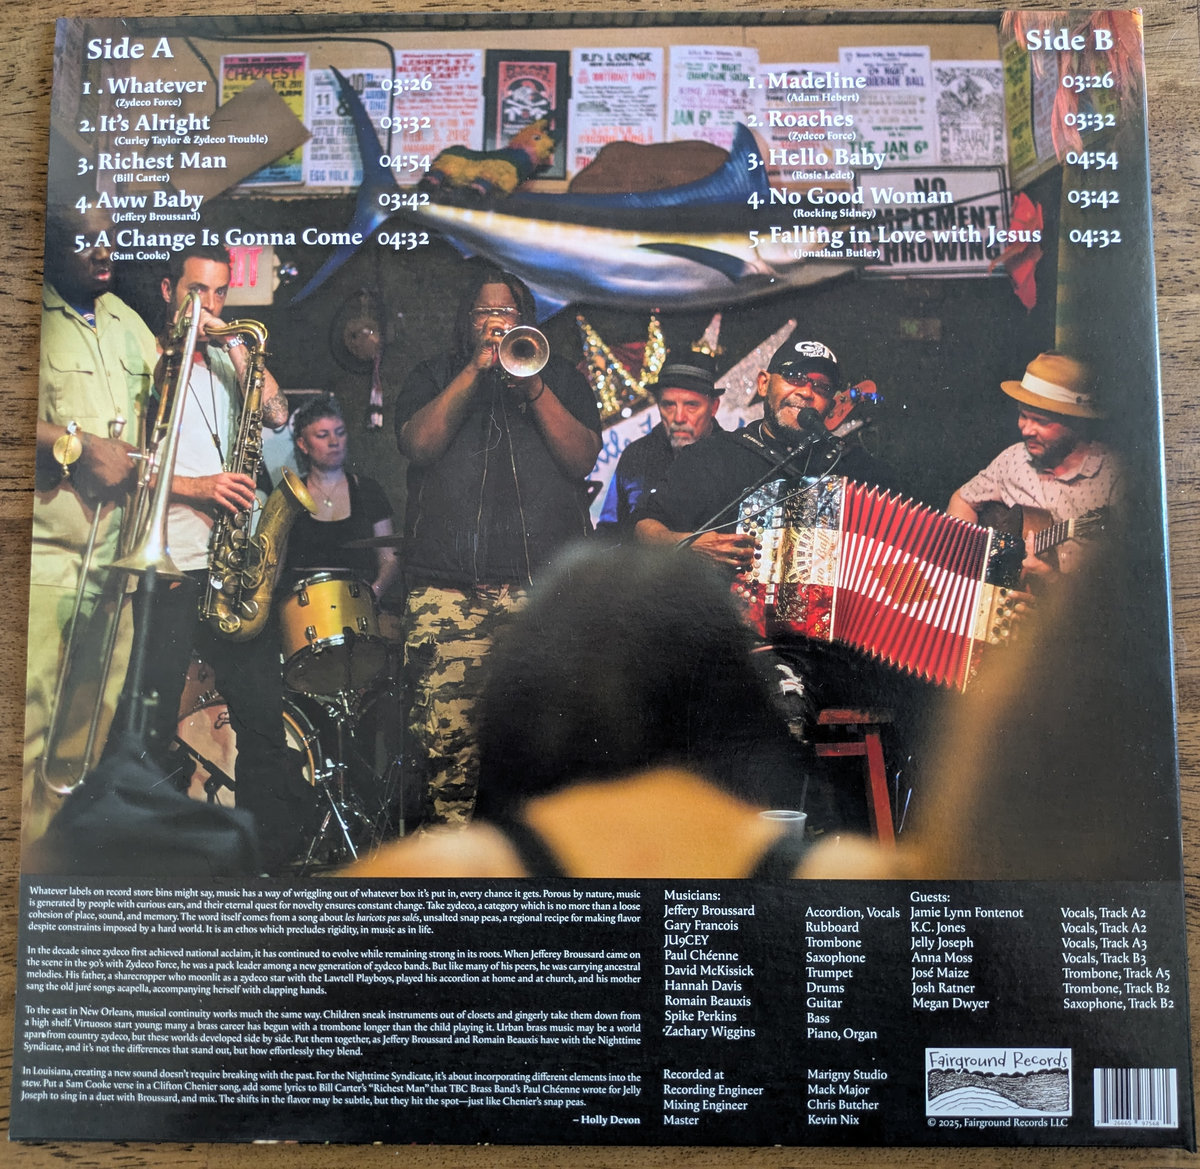 Side A
1 . Whatever 03:26
(Zydeco Force)
2. It's Alright 03:32
(Curley Taylor & Zydeco Trouble)
3. Richest Man 04:54
(Bill Carter)
4. Aww Baby 03:42
(Jeffery Broussard)
5. A Change Is Gonna Come 04:32
(Sam Cooke)
Side B
1. Madeline 03:26
(Adam Hebert)
2. Roaches 03:32
(Zydeco Force)
3. Hello Baby 04:54
(Rosie Ledet)
4. No Good Woman 03:42
(Rocking Sidney)
5. Falling in Love with Jesus 04:32
(Jonathan Butler)
CHAZFEST
BJ'S LOUNGE
JAN 6th
THE JAN 6th
NO
THROWING
Whatever labels on record store bins might say, music has a way of wriggling out of whatever box it's put in, every chance it gets. Porous by nature, music
is generated by people with curious ears, and their eternal quest for novelty ensures constant change. Take zydeco, a category which is no more than a loose
cohesion of place, sound, and memory. The word itself comes from a song about les haricots pas salés, unsalted snap peas, a regional recipe for making flavor
despite constraints imposed by a hard world. It is an ethos which precludes rigidity, in music as in life.
In the decade since zydeco first achieved national acclaim, it has continued to evolve while remaining strong in its roots. When Jefferey Broussard came on
the scene in the 90's with Zydeco Force, he was a pack leader among a new generation of zydeco bands. But like many of his peers, he was carrying ancestral
melodies. His father, a sharecropper who moonlit as a zydeco star with the Lawtell Playboys, played his accordion at home and at church, and his mother
sang the old juré songs acapella, accompanying herself with clapping hands.
To the east in New Orleans, musical continuity works much the same way. Children sneak instruments out of closets and gingerly take them down from
a high shelf. Virtuosos start young; many a brass career has begun with a trombone longer than the child playing it. Urban brass music may be a world
apart from country zydeco, but these worlds developed side by side. Put them together, as Jeffery Broussard and Romain Beauxis have with the Nighttime
Syndicate, and it's not the differences that stand out, but how effortlessly they blend.
In Louisiana, creating a new sound doesn't require breaking with the past. For the Nighttime Syndicate, it's about incorporating different elements into the
stew. Put a Sam Cooke verse in a Clifton Chenier song, add some lyrics to Bill Carter's "Richest Man" that TBC Brass Band's Paul Chéenne wrote for Jelly
Joseph to sing in a duet with Broussard, and mix. The shifts in the flavor may be subtle, but they hit the spot—just like Chenier's snap peas.
– Holly Devon
Musicians:
Jeffery Broussard Accordion, Vocals
Gary Francois Rubboard
JU9CEY Trombone
Paul Chéenne Saxophone
David McKissick Trumpet
Hannah Davis Drums
Romain Beauxis Guitar
Spike Perkins Bass
Zachary Wiggins Piano, Organ
Guests:
Jamie Lynn Fontenot Vocals, Track A2
K.C. Jones Vocals, Track A2
Jelly Joseph Vocals, Track A3
Anna Moss Vocals, Track B3
José Maize Trombone, Track A5
Josh Ratner Trombone, Track B2
Megan Dwyer Saxophone, Track B2
Recorded at Marigny Studio
Recording Engineer Mack Major
Mixing Engineer Chris Butcher
Master Kevin Nix
Fairground Records
© 2025, Fairground Records LLC